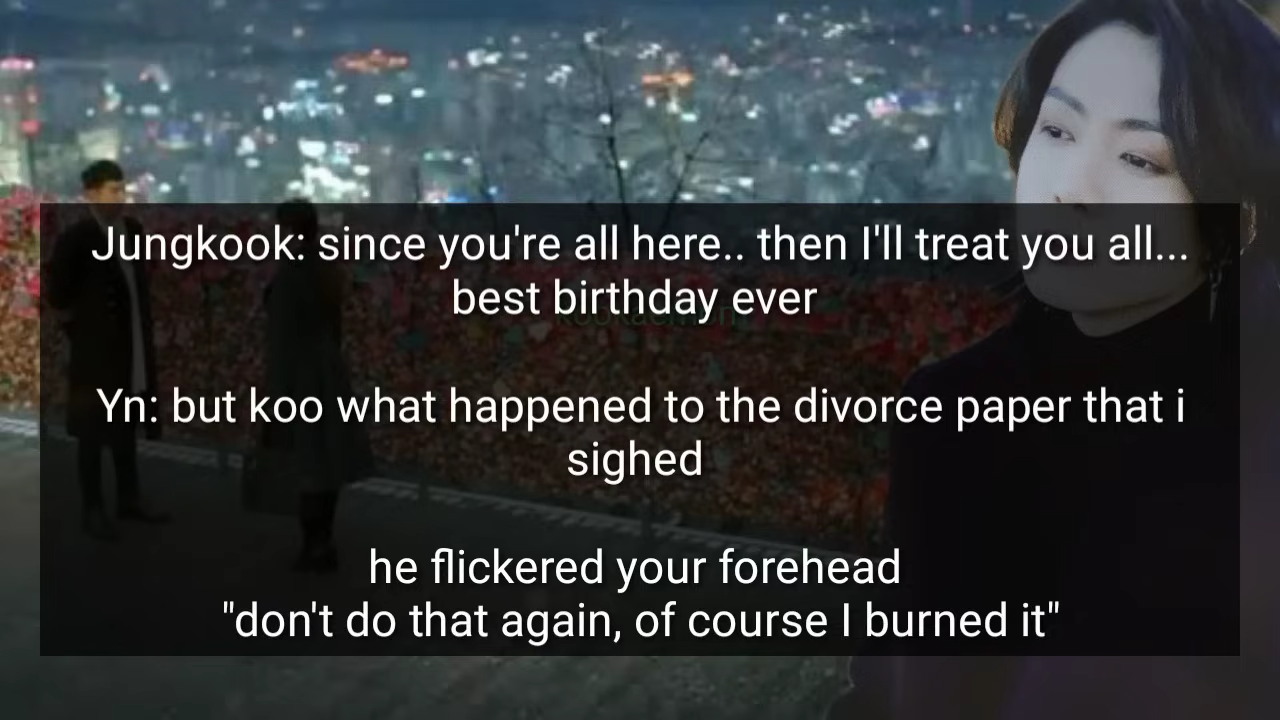 Jungkook: since you're all here.. then I'll treat you all...
best birthday ever
Yn: but koo what happened to the divorce paper that i
sighed
he flickered your forehead
"don't do that again, of course I burned it"